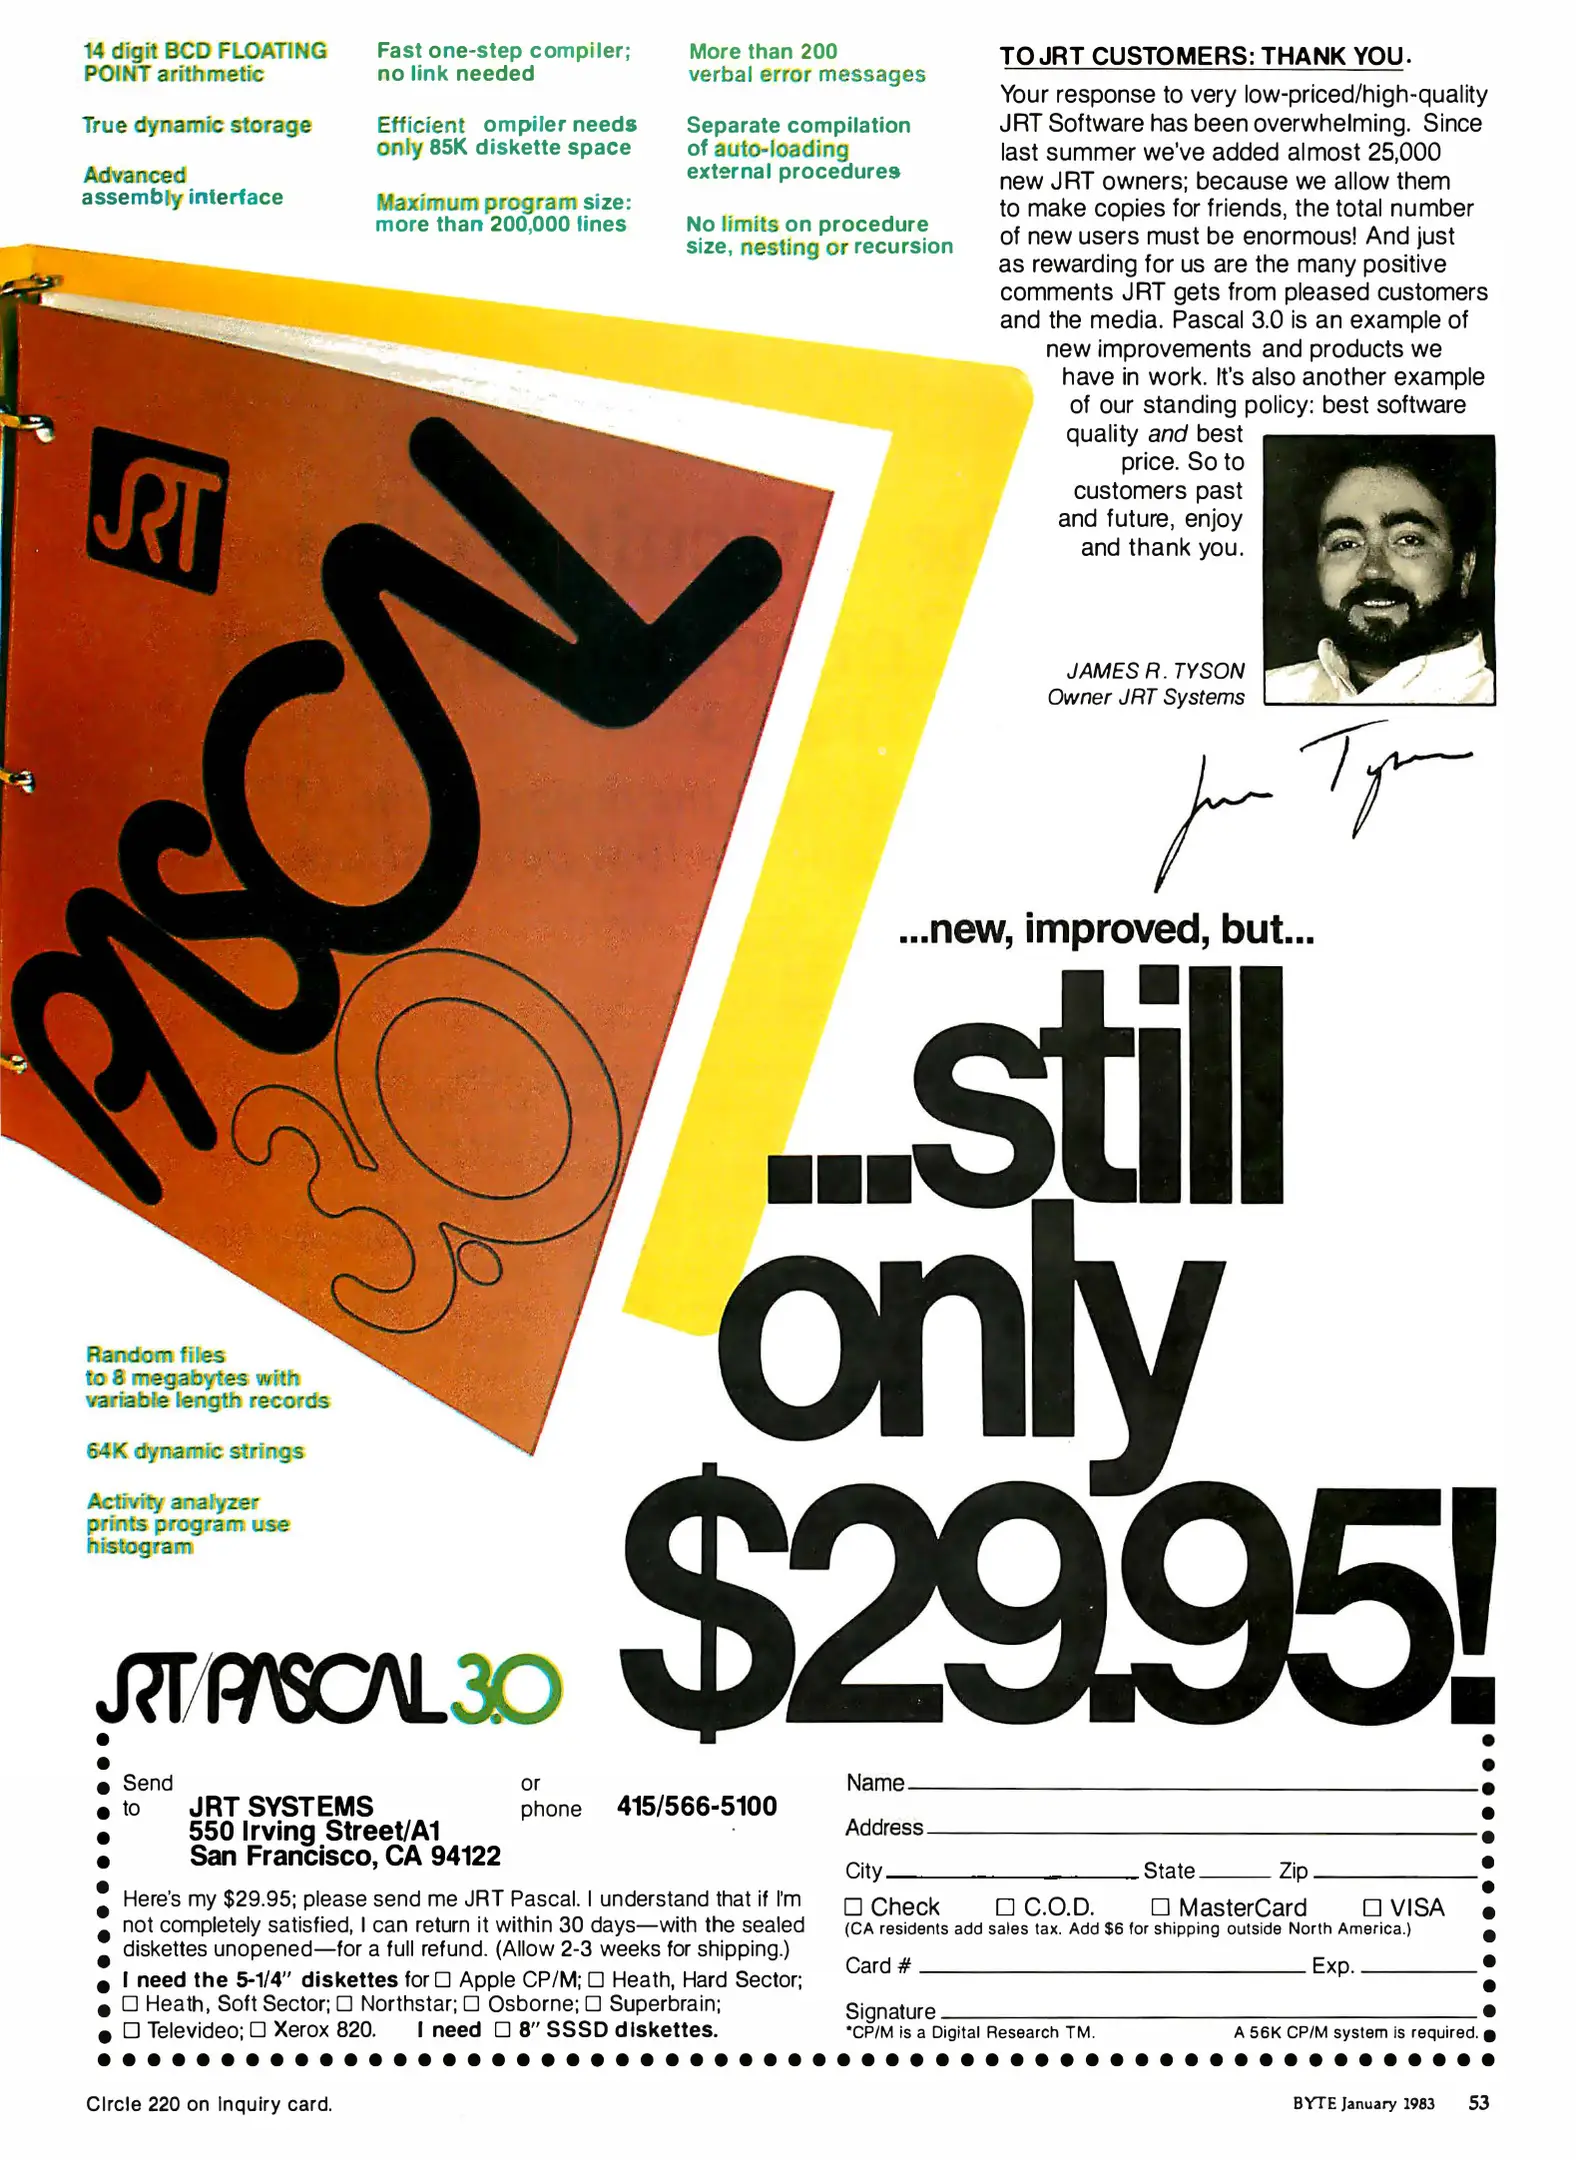 14 digit BCD FLOATING
POINT arithmetic
True dynamic storage
Advanced
assembly interface
Fast one-step compiler;
no link needed
Efficient ompiler needs
only 85K diskette space
Maximum program size:
more than 200,000 lines
More than 200
verbal error messages
Separate compilation
of auto-loading
external procedures
No limits on procedure
size, nesting or recursion
TO JRT CUSTOMERS: THANK YOU.
Your response to very low-priced/high-quality
JRT Software has been overwhelming. Since
last summer we've added almost 25,000
new JRT owners; because we allow them
to make copies for friends, the total number
of new users must be enormous! And just
as rewarding for us are the many positive
comments JRT gets from pleased customers
and the media. Pascal 3.0 is an example of
new improvements and products we
have in work. It's also another example
of our standing policy: best software
quality and best
price. So to
customers past
and future, enjoy
and thank you.
JAMES R. TYSON
Owner JRT Systems
JRT
PASCAL
3.0
...new, improved, but...
...still
only
$29.95!
Random files
to 8 megabytes with
variable length records
64K dynamic strings
Activity analyzer
prints program use
histogram
JRT/PASCAL 3.0
Send
to
JRT SYSTEMS
550 Irving Street/A1
San Francisco, CA 94122
or
phone 415/566-5100
Here's my $29.95; please send me JRT Pascal. I understand that if I'm
not completely satisfied, I can return it within 30 days—with the sealed
diskettes unopened—for a full refund. (Allow 2-3 weeks for shipping.)
I need the 5-1/4" diskettes for □ Apple CP/M; □ Heath, Hard Sector;
□ Heath, Soft Sector; □ Northstar; □ Osborne; □ Superbrain;
□ Televideo; □ Xerox 820. I need □ 8" SSSD diskettes.
Name
Address
City State Zip
□ Check □ C.O.D. □ MasterCard □ VISA
(CA residents add sales tax. Add $6 for shipping outside North America.)
Card # Exp.
Signature
*CP/M is a Digital Research TM. A 56K CP/M system is required.
Circle 220 on inquiry card.
BYTE January 1983 53